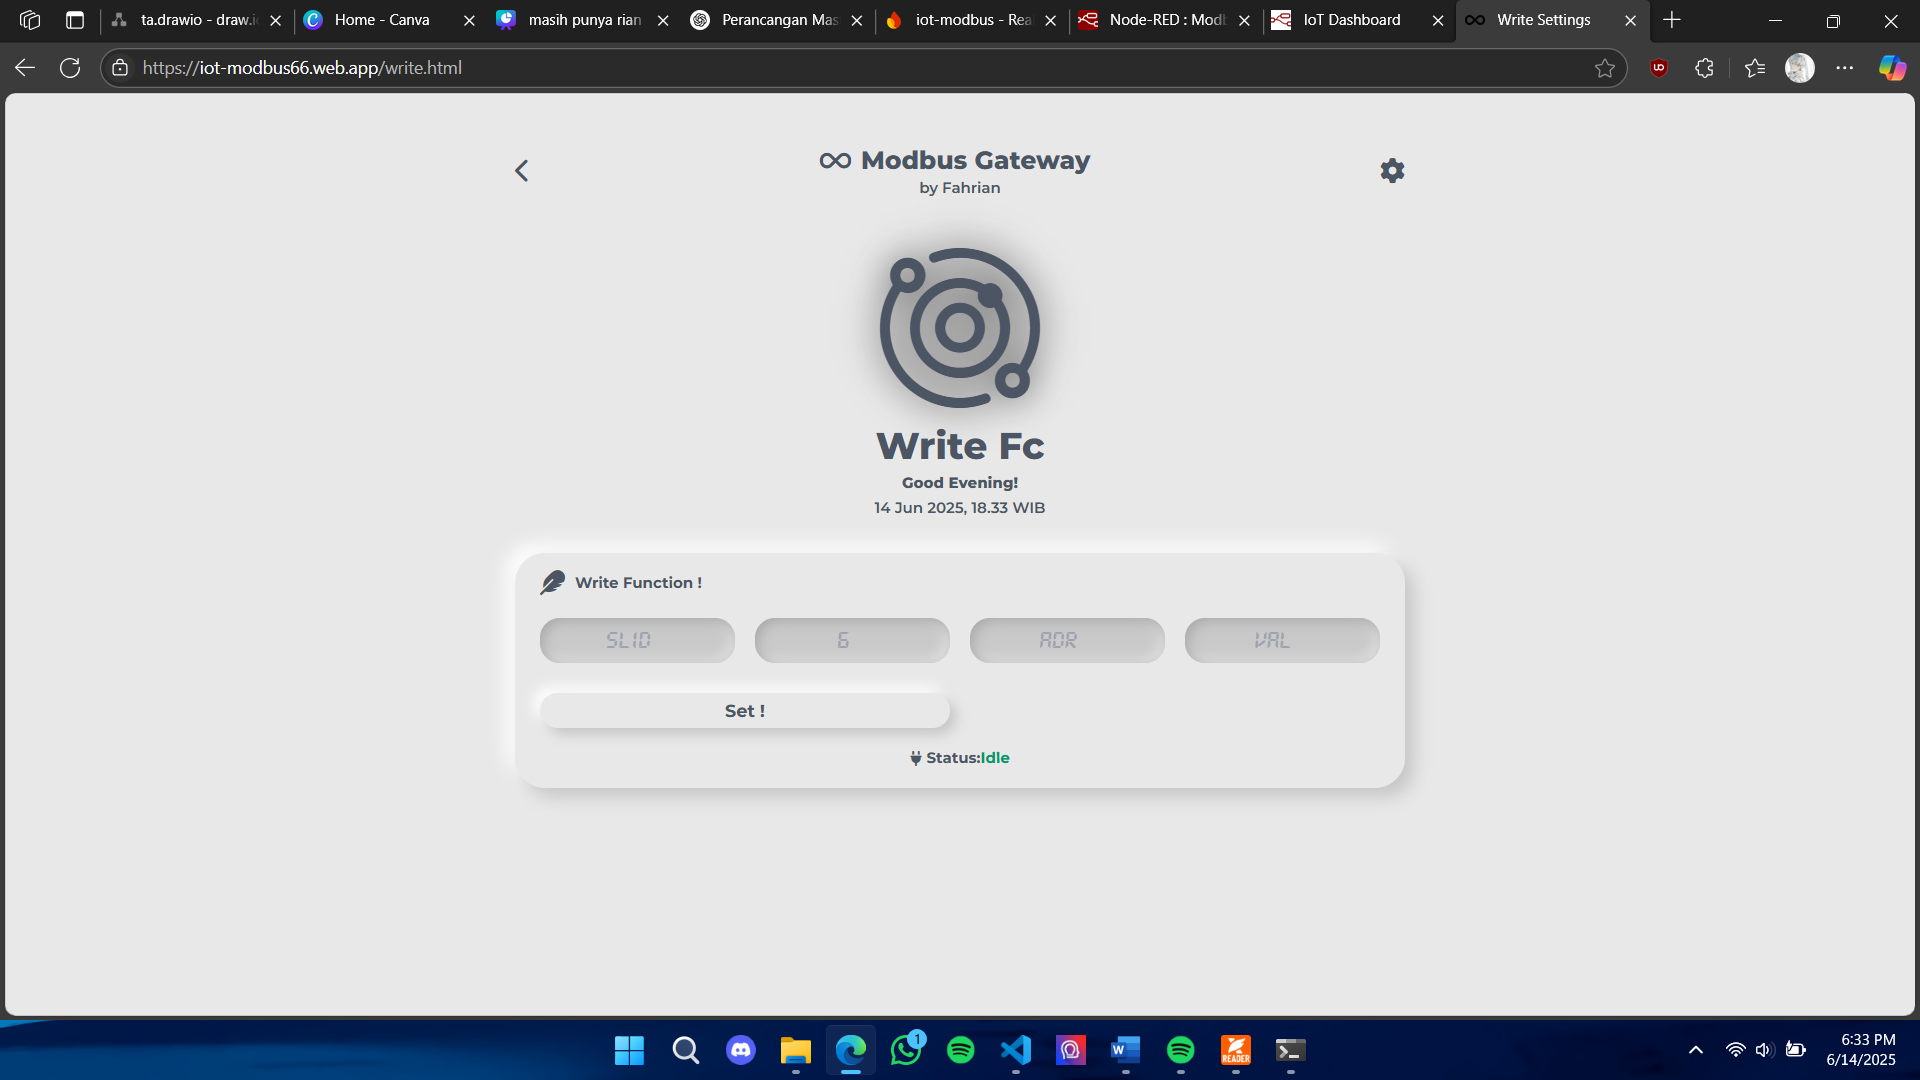 ta.drawio - draw.i
Home - Canva
masih punya rian
Perancangan Mas
iot-modbus - Rea
Node-RED : Modb
IoT Dashboard
Write Settings
https://iot-modbus66.web.app/write.html
Modbus Gateway
by Fahrian
Write Fc
Good Evening!
14 Jun 2025, 18.33 WIB
Write Function !
SLID
6
ADR
VAL
Set !
Status:Idle
1
READER
6:33 PM
6/14/2025